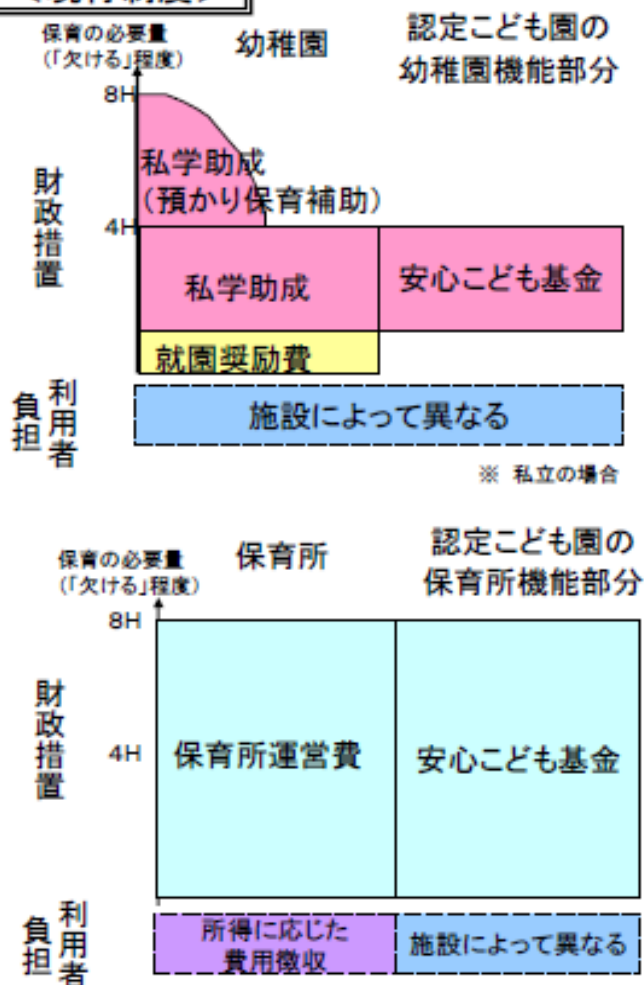 保育の必要量
(「欠ける」程度)
幼稚園
認定こども園の
幼稚園機能部分
8H
財政措置
私学助成
(預かり保育補助)
4H
私学助成
安心こども基金
就園奨励費
利用者
負担
施設によって異なる
※ 私立の場合
保育の必要量
(「欠ける」程度)
保育所
認定こども園の
保育所機能部分
8H
財政措置
4H
保育所運営費
安心こども基金
利用者
負担
所得に応じた
費用徴収
施設によって異なる